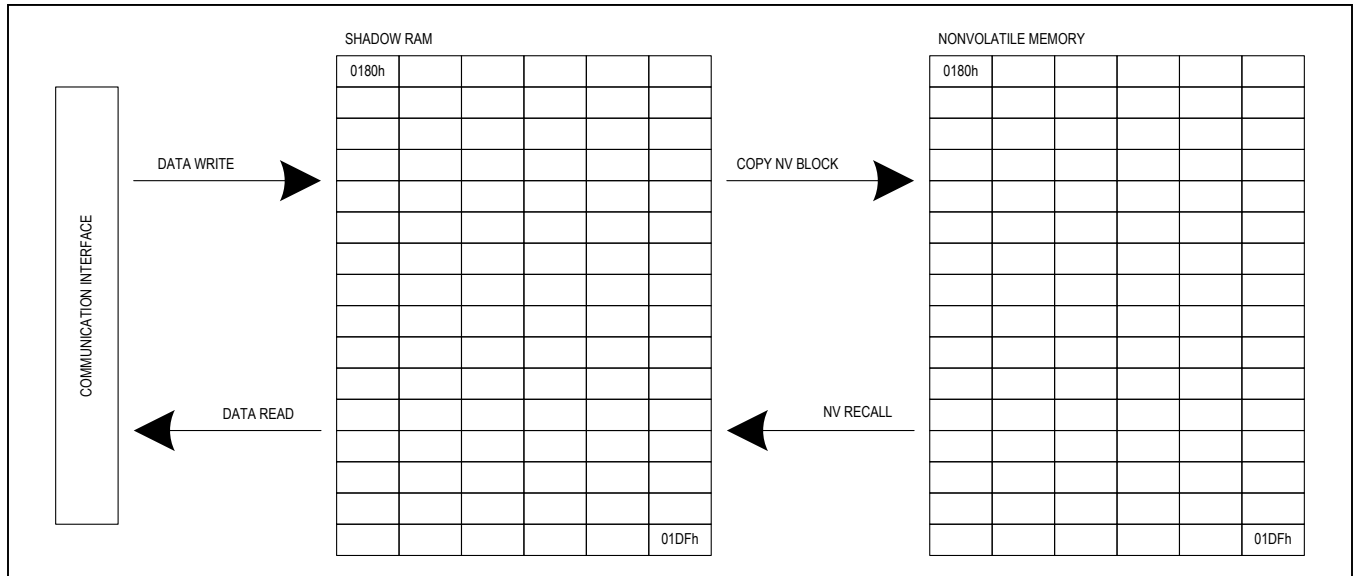 SHADOW RAM
NONVOLATILE MEMORY
0180h
0180h
DATA WRITE
COPY NV BLOCK
COMMUNICATION INTERFACE
DATA READ
NV RECALL
01DFh
01DFh